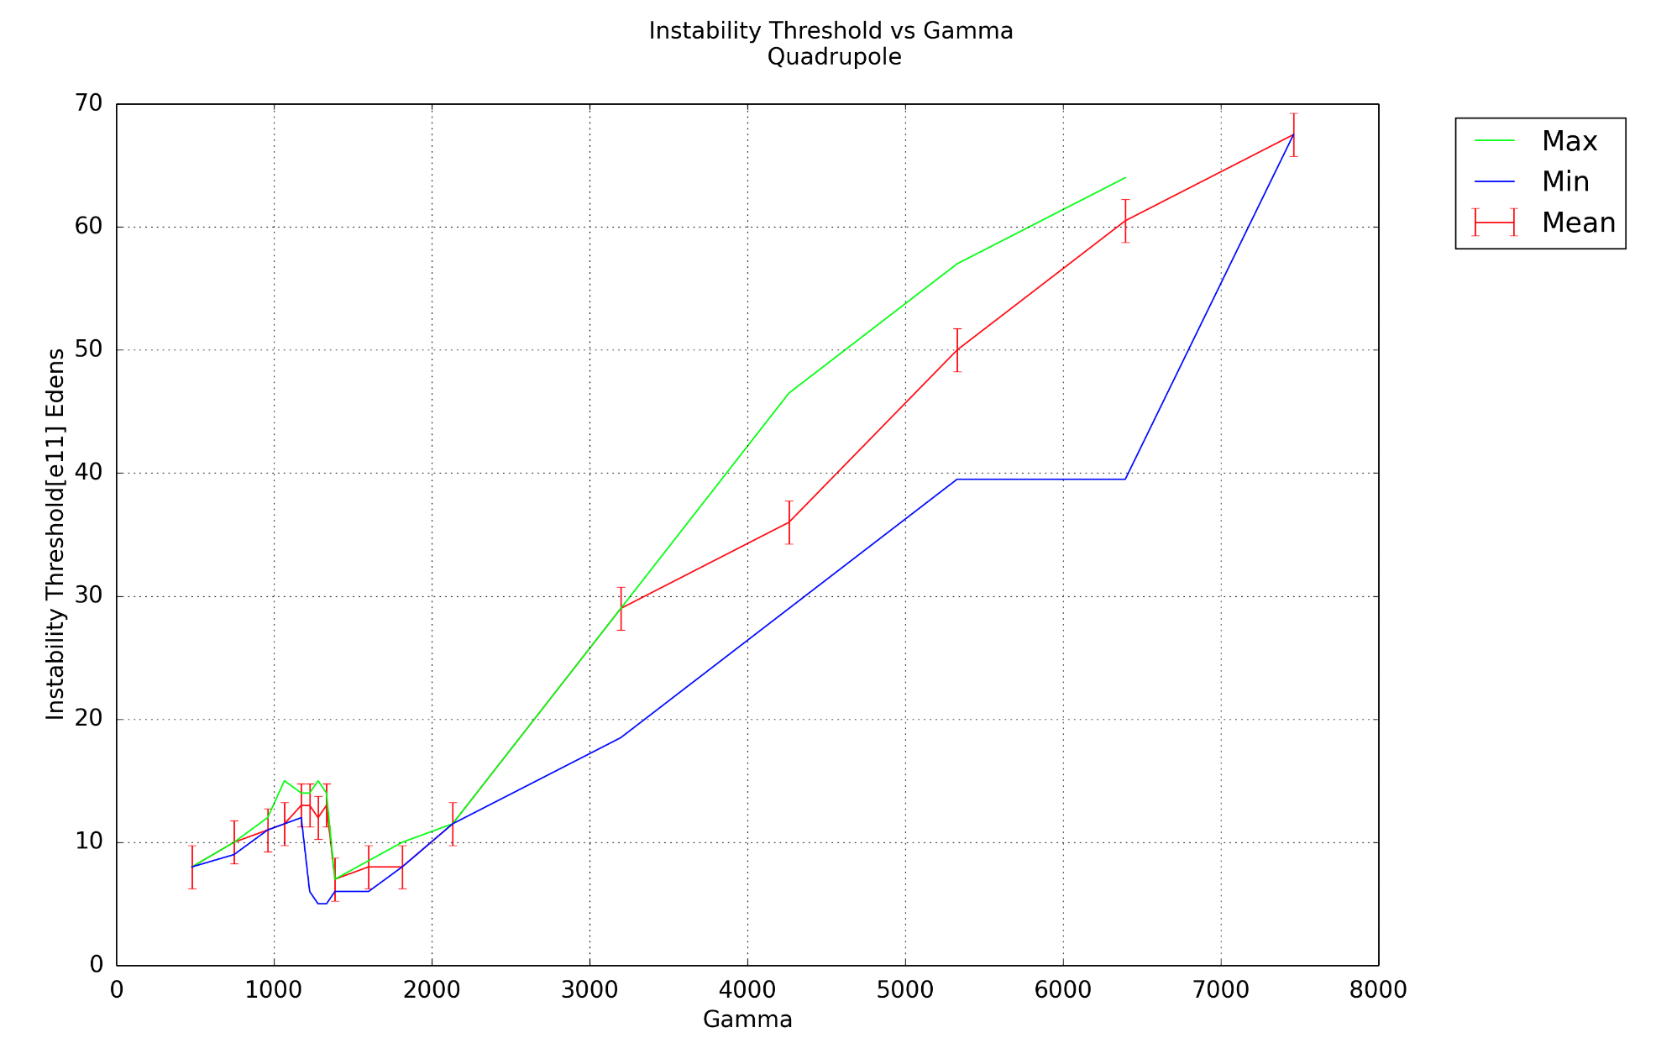 Instability Threshold vs Gamma
Quadrupole
Instability Threshold[e11] Edens
70
60
50
40
30
20
10
0
0 1000 2000 3000 4000 5000 6000 7000 8000
Gamma
Max
Min
Mean